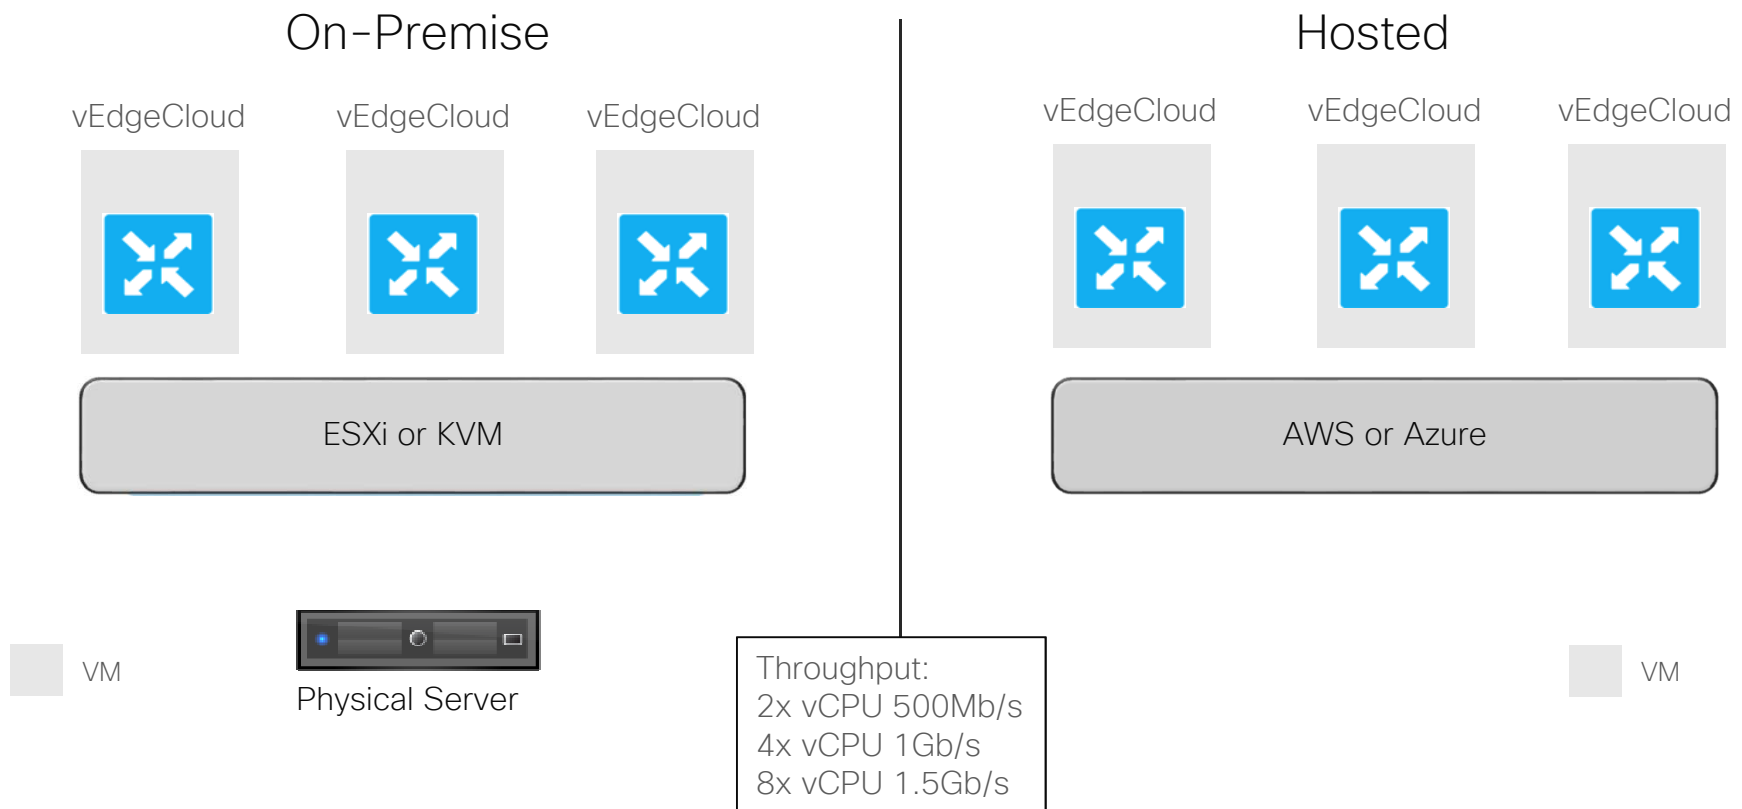 On-Premise
Hosted
vEdgeCloud
vEdgeCloud
vEdgeCloud
vEdgeCloud
vEdgeCloud
vEdgeCloud
ESXi or KVM
AWS or Azure
VM
Physical Server
Throughput:
2x vCPU 500Mb/s
4x vCPU 1Gb/s
8x vCPU 1.5Gb/s
VM